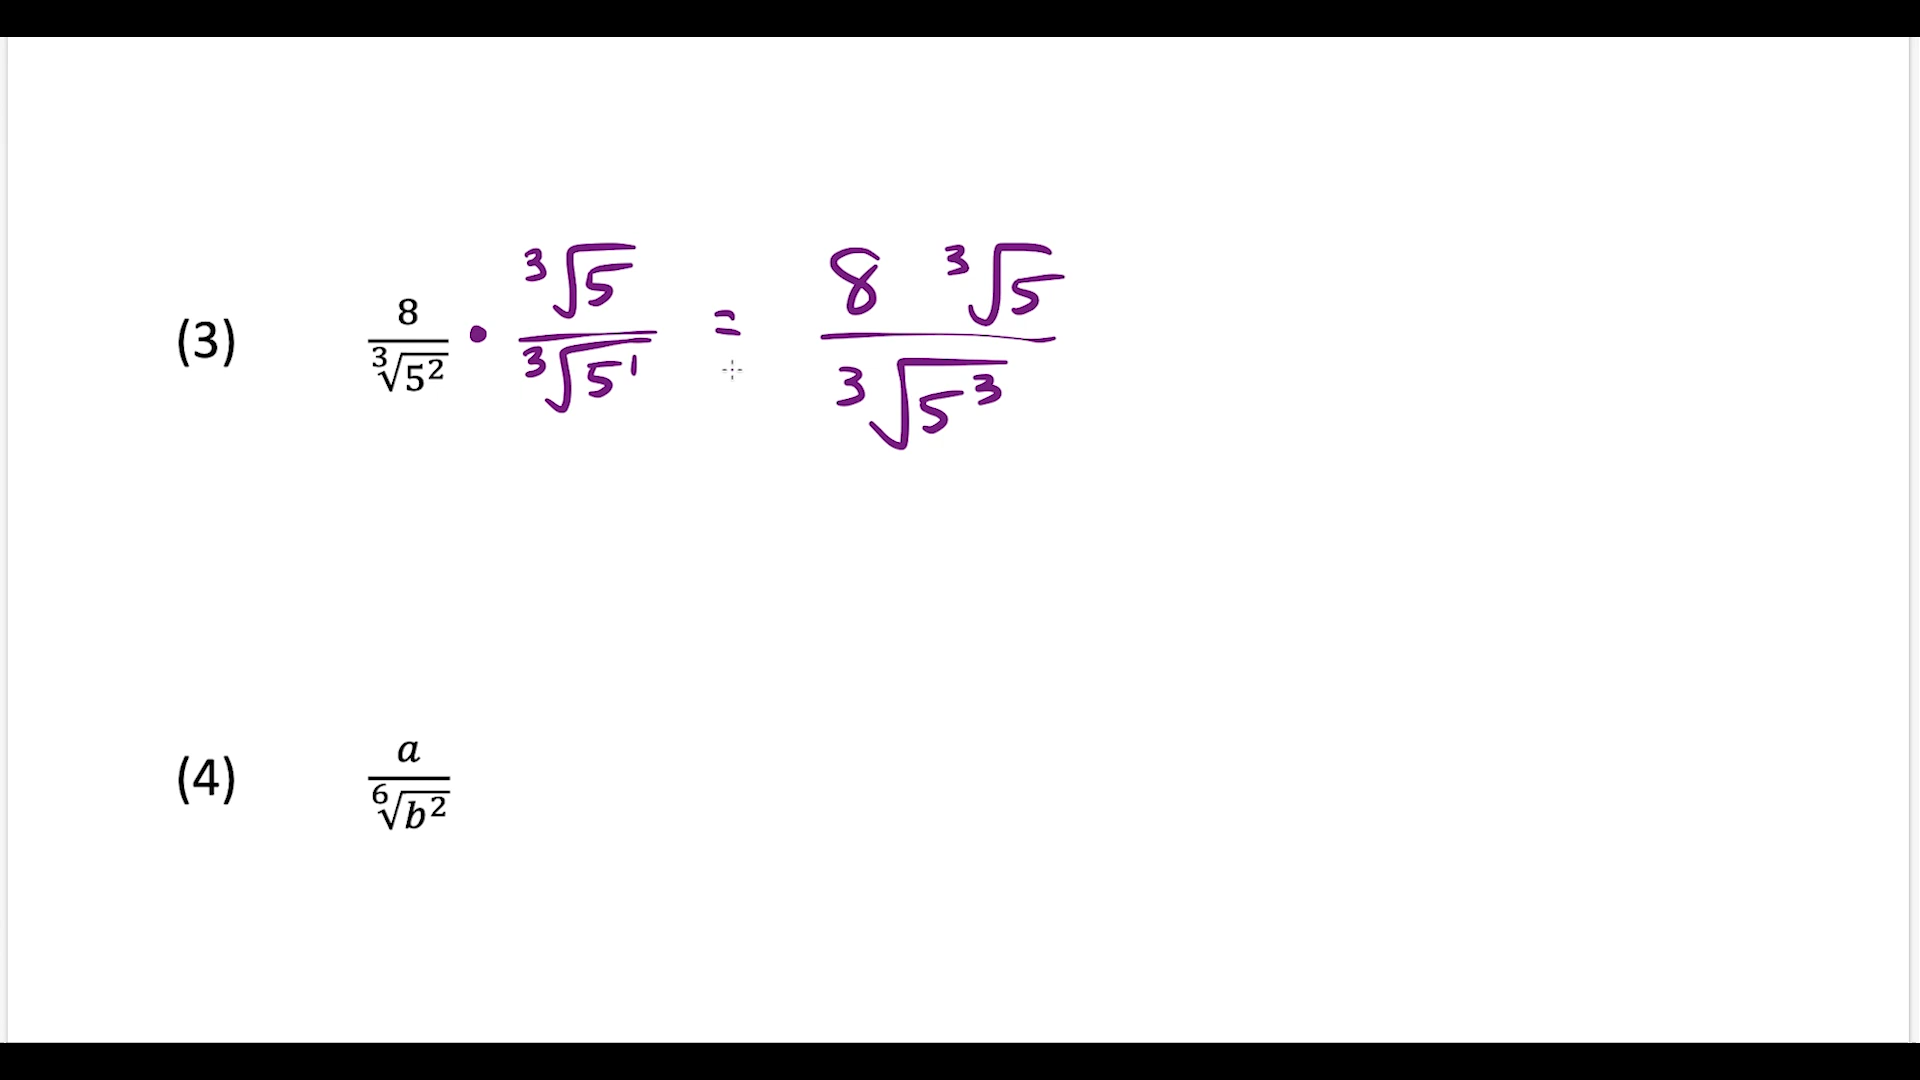 (3) 8/∛5² • ∛5/∛5¹ = 8 ∛5/∛5³
(4) a/⁶√b²